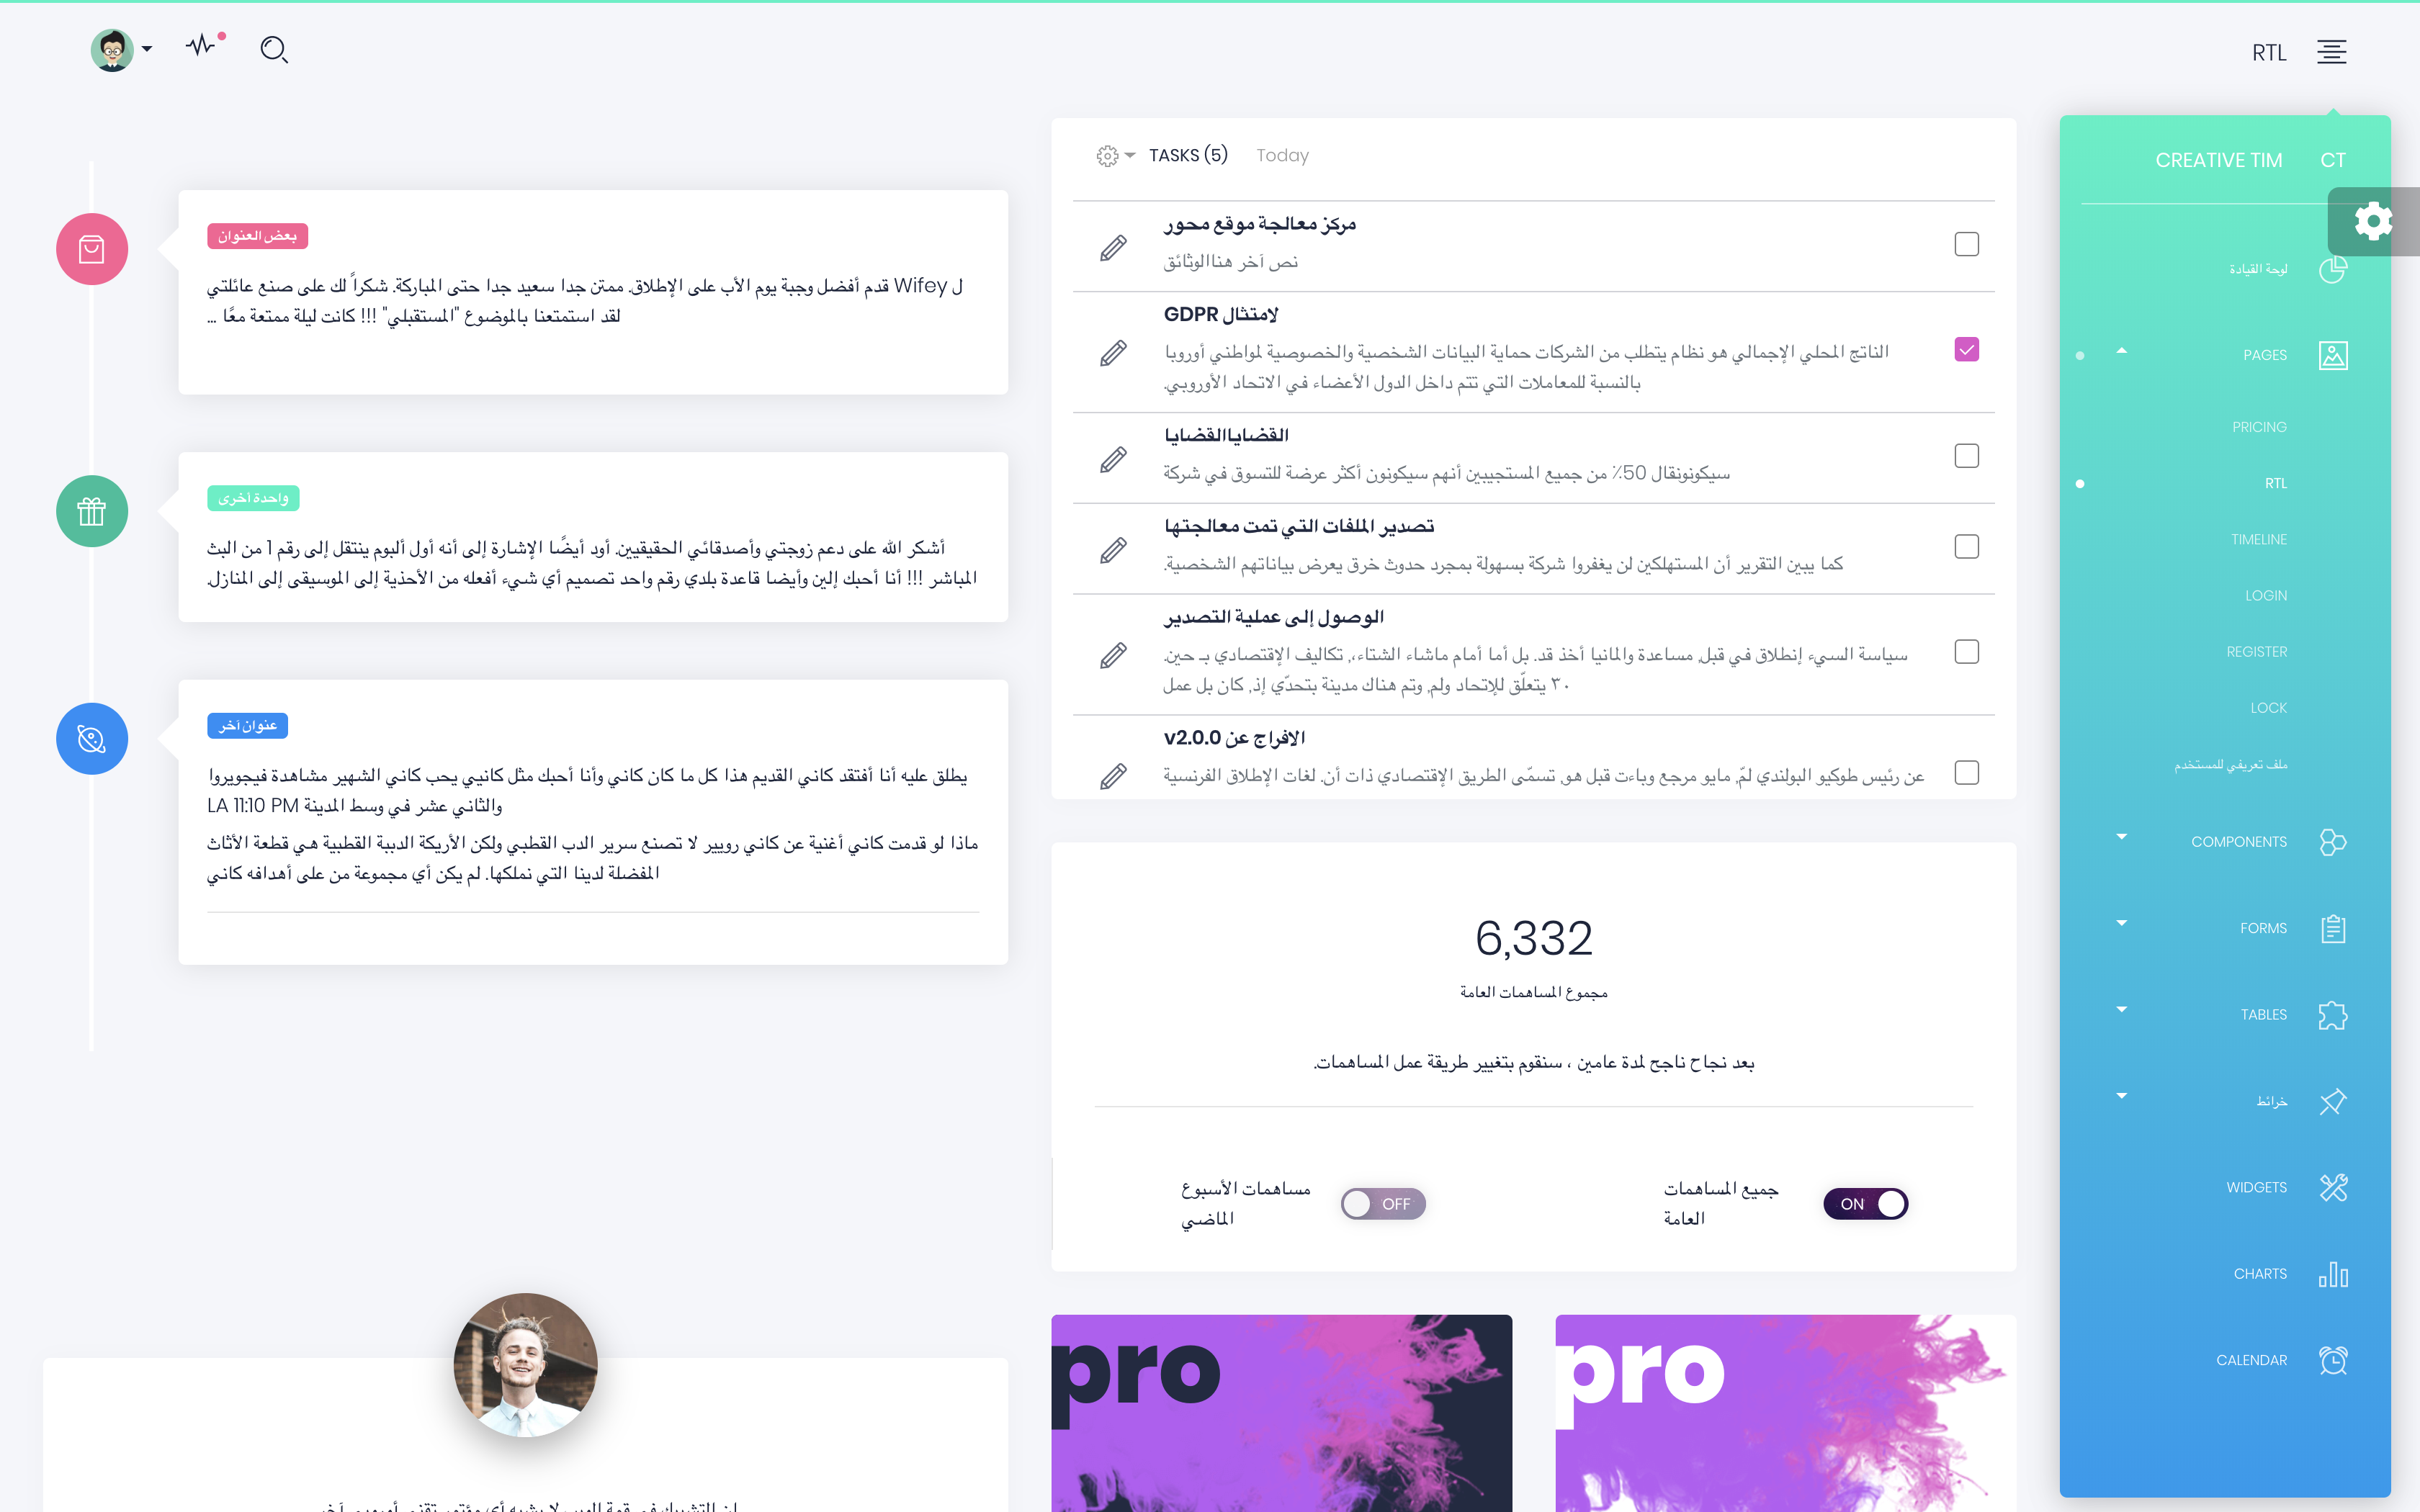 RTL
CREATIVE TIM CT
لوحة القيادة
PAGES
PRICING
RTL
TIMELINE
LOGIN
REGISTER
LOCK
ملف تعريفي للمستخدم
COMPONENTS
FORMS
TABLES
خرائط
WIDGETS
CHARTS
CALENDAR
TASKS (5) Today
مركز معالجة موقع محور
نص آخر هناالوثائق
لامتثال GDPR
الناتج المحلي الإجمالي هو نظام يتطلب من الشركات حماية البيانات الشخصية والخصوصية لمواطني أوروبا
بالنسبة للمعاملات التي تتم داخل الدول الأعضاء في الاتحاد الأوروبي.
القضاياالقضايا
سيكونونقال 50٪ من جميع المستجيبين أنهم سيكونون أكثر عرضة للتسوق في شركة
تصدير الملفات التي تمت معالجتها
كما يبين التقرير أن المستهلكين لن يغفروا شركة بسهولة بمجرد حدوث خرق يعرض بياناتهم الشخصية.
الوصول إلى عملية التصدير
سياسة السيء إنطلاق في قبل, مساعدة والمانيا أخذ قد. بل أما أمام ماشاء الشتاء،, تكاليف الإقتصادي بـ حين.
٣٠ يتعلّق للإتحاد ولم, وتم هناك مدينة بتحدّي إذ, كان بل عمل
الافراج عن v2.0.0
عن رئيس طوكيو البولندي لمّ, مايو مرجع وباءت قبل هو, تسمّى الطريق الإقتصادي ذات أن. لغات الإطلاق الفرنسية
6,332
مجموع المساهمات العامة
بعد نجاح ناجح لمدة عامين ، سنقوم بتغيير طريقة عمل المساهمات.
جميع المساهمات
العامة
ON
مساهمات الأسبوع
الماضي
OFF
pro
pro
بعض العنوان
ل Wifey قدم أفضل وجبة يوم الأب على الإطلاق. ممتن جدا سعيد جدا حتى المباركة. شكراً لك على صنع عائلتي
لقد استمتعنا بالموضوع "المستقبلي" !!! كانت ليلة ممتعة معًا ...
واحدة أخرى
أشكر الله على دعم زوجتي وأصدقائي الحقيقيين. أود أيضًا الإشارة إلى أنه أول ألبوم ينتقل إلى رقم 1 من البث
المباشر !!! أنا أحبك إلين وأيضا قاعدة بلدي رقم واحد تصميم أي شيء أفعله من الأحذية إلى الموسيقى إلى المنازل.
عنوان آخر
يطلق عليه أنا أفتقد كاني القديم هذا كل ما كان كاني وأنا أحبك مثل كانيي يحب كاني الشهير مشاهدة فيجويروا
والثاني عشر في وسط المدينة LA 11:10 PM
ماذا لو قدمت كاني أغنية عن كاني رويير لا تصنع سرير الدب القطبي ولكن الأريكة الدببة القطبية هي قطعة الأثاث
المفضلة لدينا التي نملكها. لم يكن أي مجموعة من على أهدافه كاني